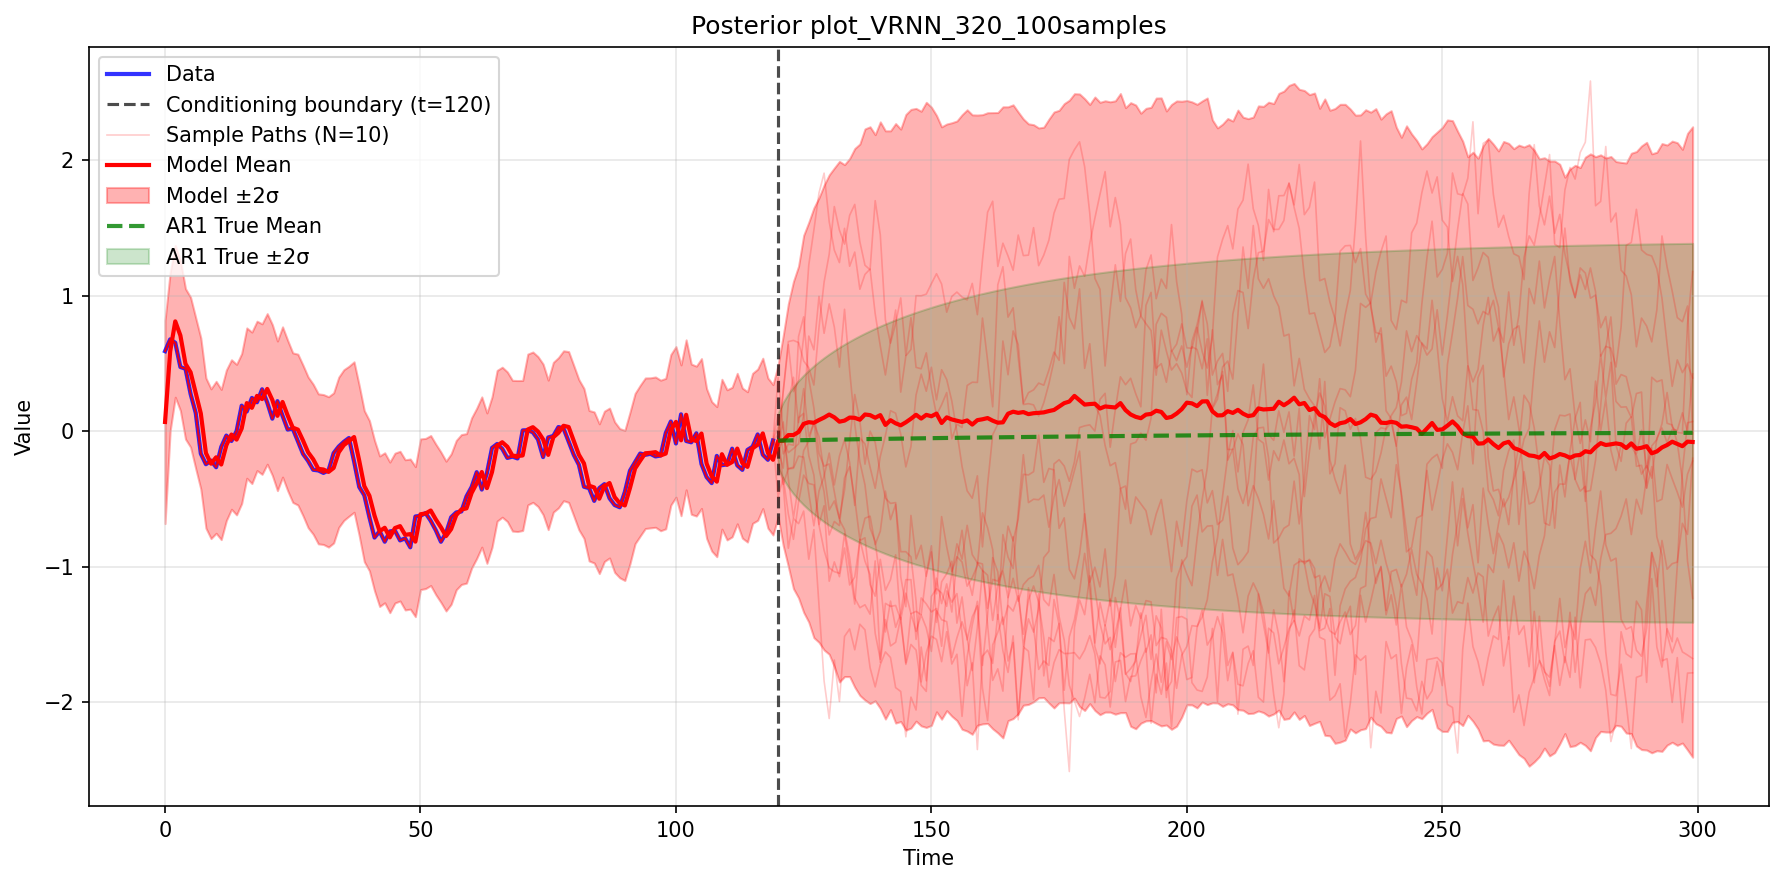 Posterior plot_VRNN_320_100samples
Data
Conditioning boundary (t=120)
Sample Paths (N=10)
Model Mean
Model ±2σ
AR1 True Mean
AR1 True ±2σ
Value
2
1
0
−1
−2
0
50
100
150
200
250
300
Time